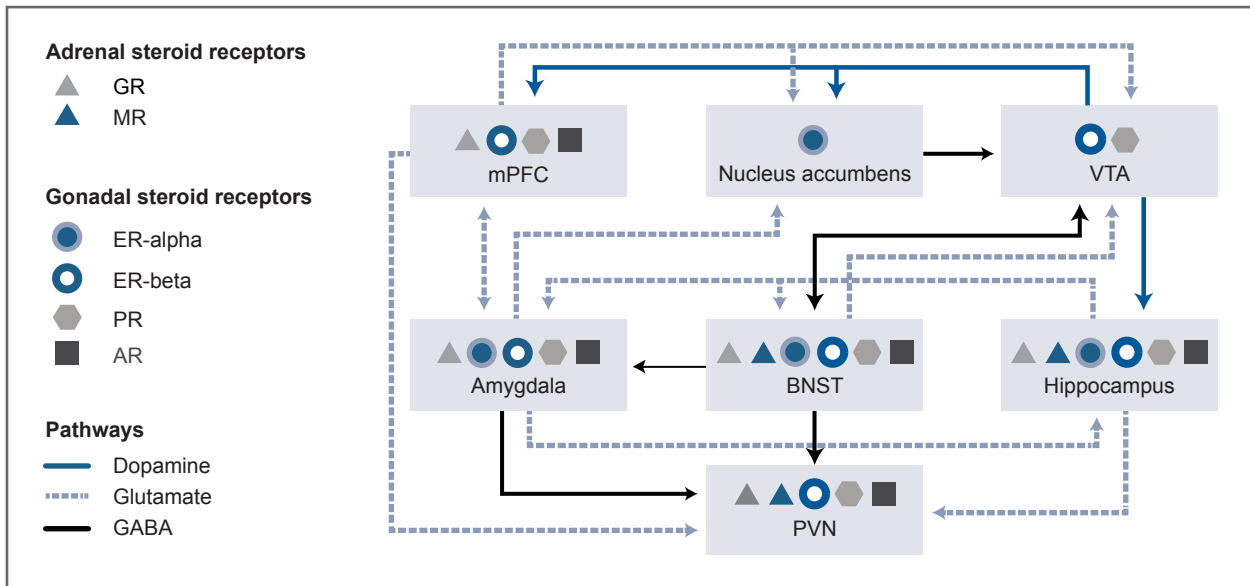 Adrenal steroid receptors
GR
MR
Gonadal steroid receptors
ER-alpha
ER-beta
PR
AR
Pathways
Dopamine
Glutamate
GABA
mPFC
Nucleus accumbens
VTA
Amygdala
BNST
Hippocampus
PVN